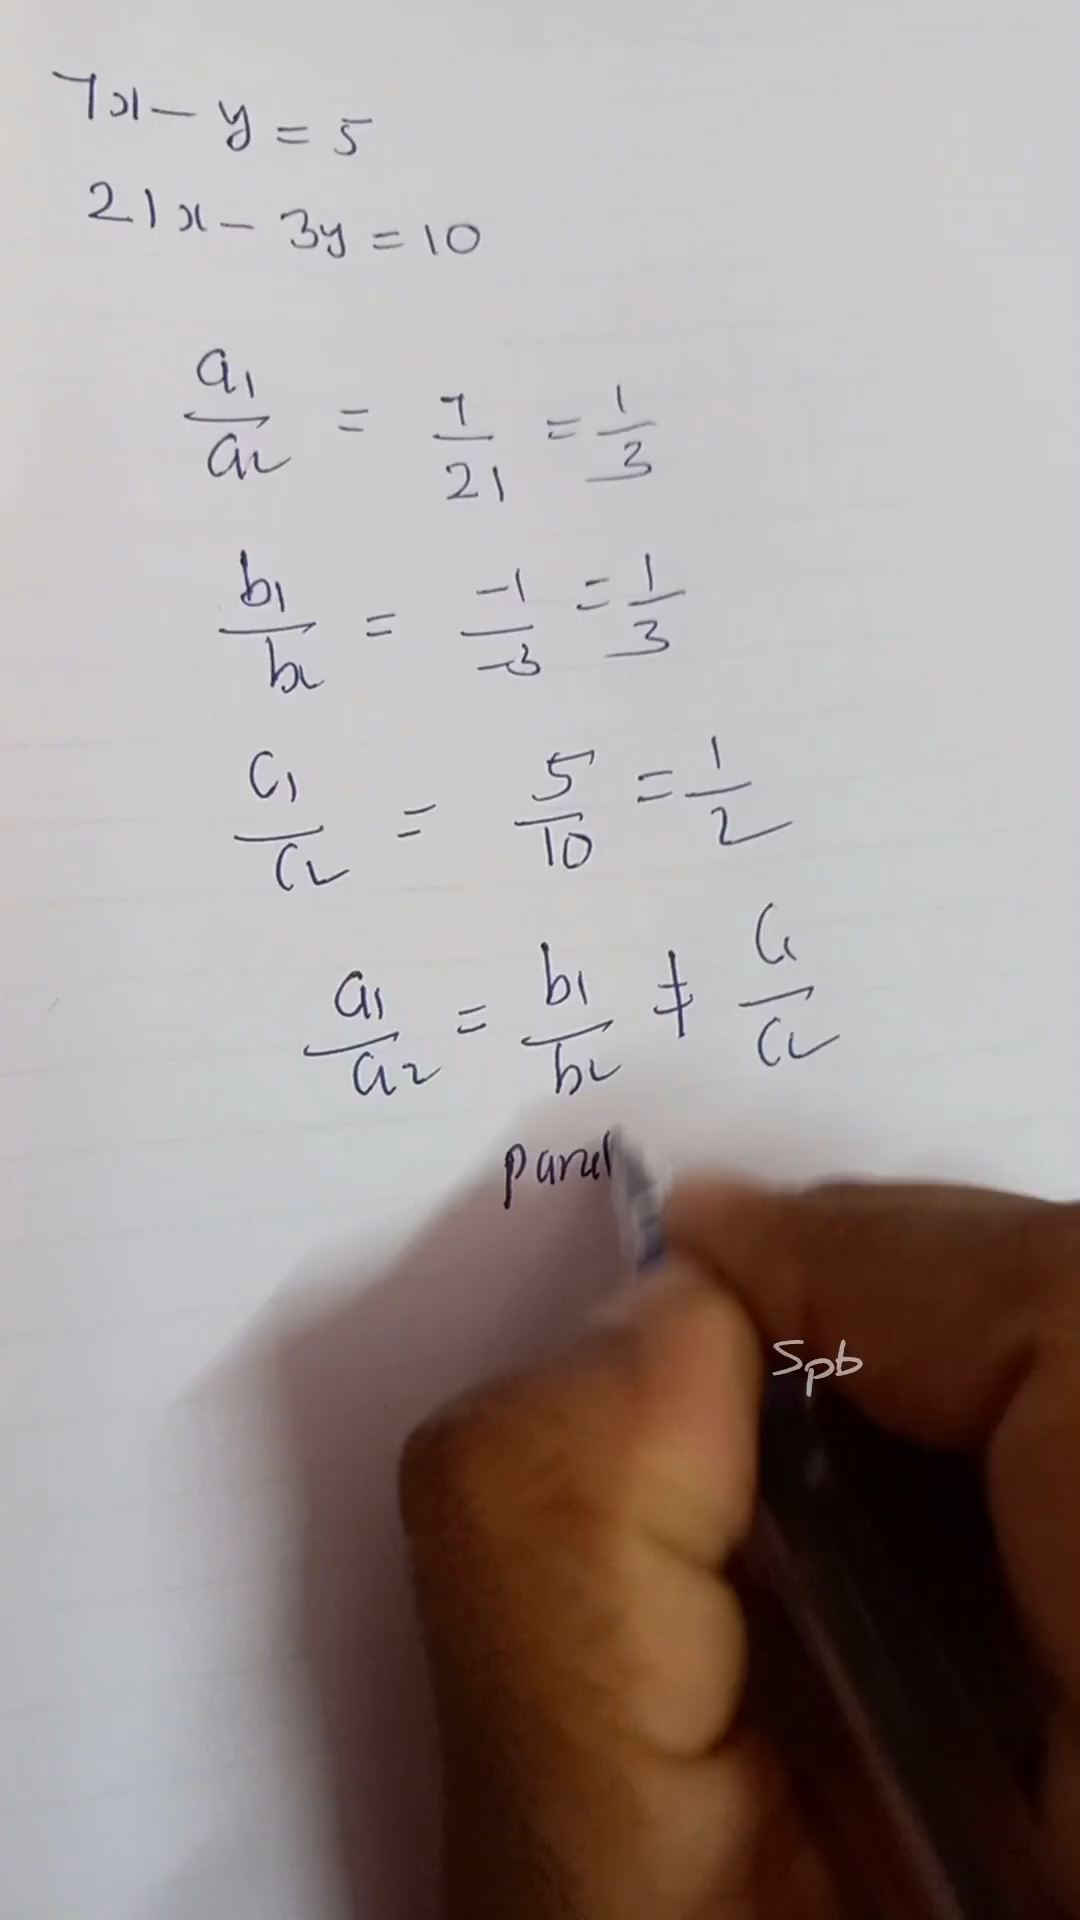 7x - y = 5
21x - 3y = 10
a1/a2 = 7/21 = 1/3
b1/b2 = -1/-3 = 1/3
c1/c2 = 5/10 = 1/2
a1/a2 = b1/b2 ≠ c1/c2
Spb